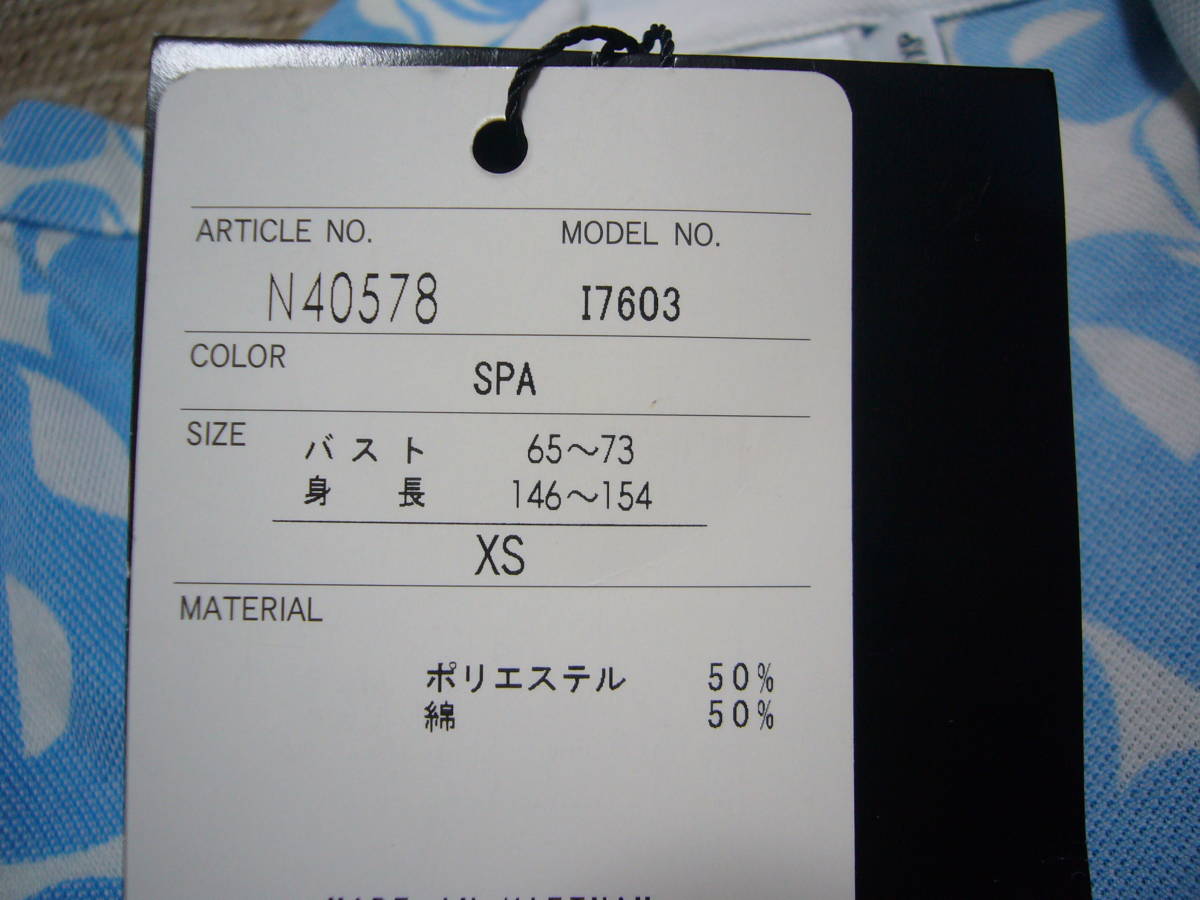 ARTICLE NO. MODEL NO.
N40578 I7603
COLOR
SPA
SIZE バスト 65～73
身長 146～154
XS
MATERIAL
ポリエステル 50%
綿 50%